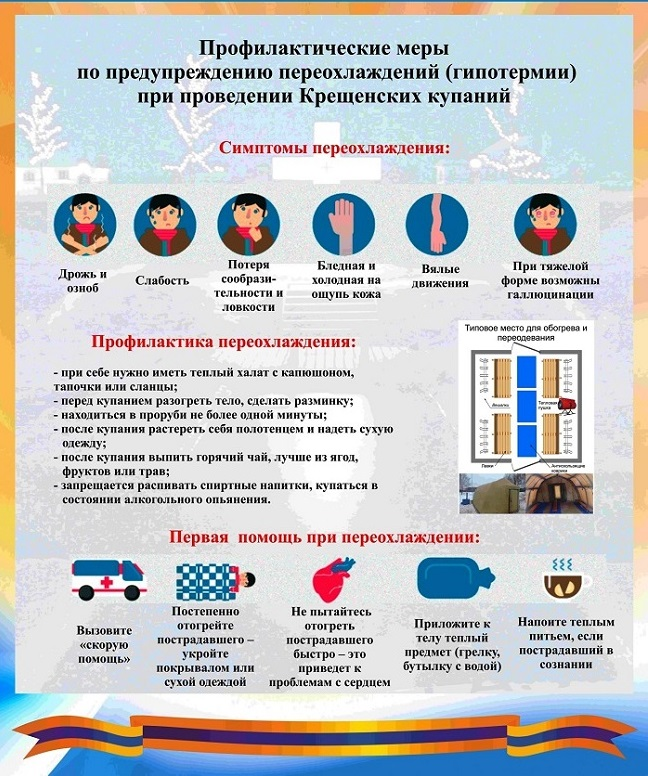 Профилактические меры
по предупреждению переохлаждений (гипотермии)
при проведении Крещенских купаний
Симптомы переохлаждения:
Дрожь и
озноб
Слабость
Потеря
сообрази-
тельности и
ловкости
Бледная и
холодная на
ощупь кожа
Вялые
движения
При тяжелой
форме возможны
галлюцинации
Профилактика переохлаждения:
- при себе нужно иметь теплый халат с капюшоном,
тапочки или сланцы;
- перед купанием разогреть тело, сделать разминку;
- находиться в проруби не более одной минуты;
- после купания растереть себя полотенцем и надеть сухую
одежду;
- после купания выпить горячий чай, лучше из ягод,
фруктов или трав;
- запрещается распивать спиртные напитки, купаться в
состоянии алкогольного опьянения.
Типовое место для обогрева и
переодевания
Вешалки
Тепловая
пушка
Лавки
Антискользящие
коврики
Первая помощь при переохлаждении:
Вызовите
«скорую
помощь»
Постепенно
отогрейте
пострадавшего –
укройте
покрывалом или
сухой одеждой
Не пытайтесь
отогреть
пострадавшего
быстро – это
приведет к
проблемам с сердцем
Приложите к
телу теплый
предмет (грелку,
бутылку с водой)
Напоите теплым
питьем, если
пострадавший в
сознании